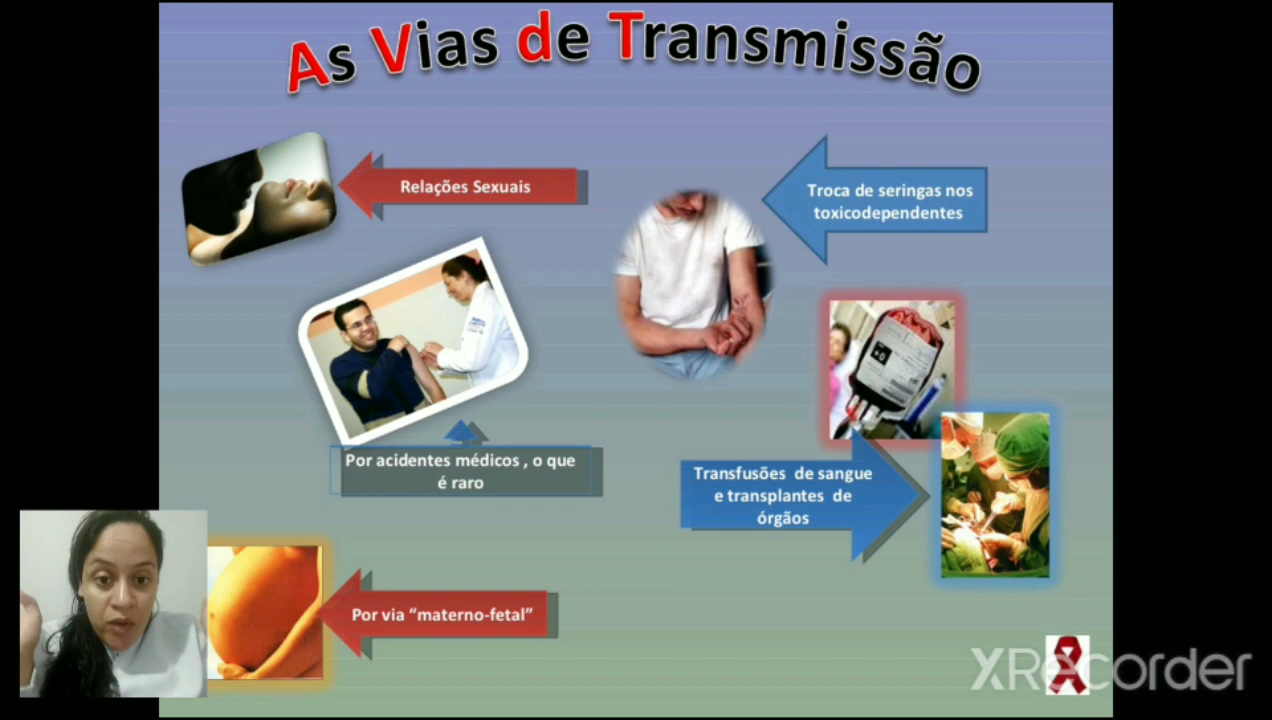 As Vias de Transmissão
Relações Sexuais
Troca de seringas nos
toxicodependentes
Por acidentes médicos , o que
é raro
Transfusões de sangue
e transplantes de
órgãos
Por via “materno-fetal”
XRecorder